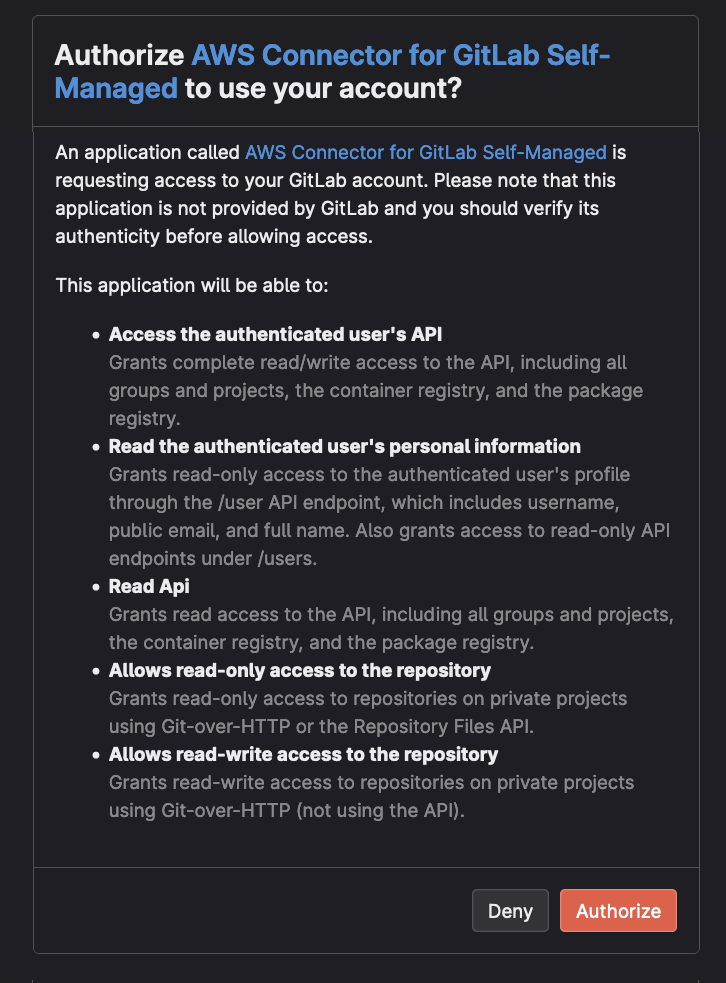 Authorize AWS Connector for GitLab Self-
Managed to use your account?
An application called AWS Connector for GitLab Self-Managed is
requesting access to your GitLab account. Please note that this
application is not provided by GitLab and you should verify its
authenticity before allowing access.
This application will be able to:
• Access the authenticated user's API
Grants complete read/write access to the API, including all
groups and projects, the container registry, and the package
registry.
• Read the authenticated user's personal information
Grants read-only access to the authenticated user's profile
through the /user API endpoint, which includes username,
public email, and full name. Also grants access to read-only API
endpoints under /users.
• Read Api
Grants read access to the API, including all groups and projects,
the container registry, and the package registry.
• Allows read-only access to the repository
Grants read-only access to repositories on private projects
using Git-over-HTTP or the Repository Files API.
• Allows read-write access to the repository
Grants read-write access to repositories on private projects
using Git-over-HTTP (not using the API).
Deny Authorize